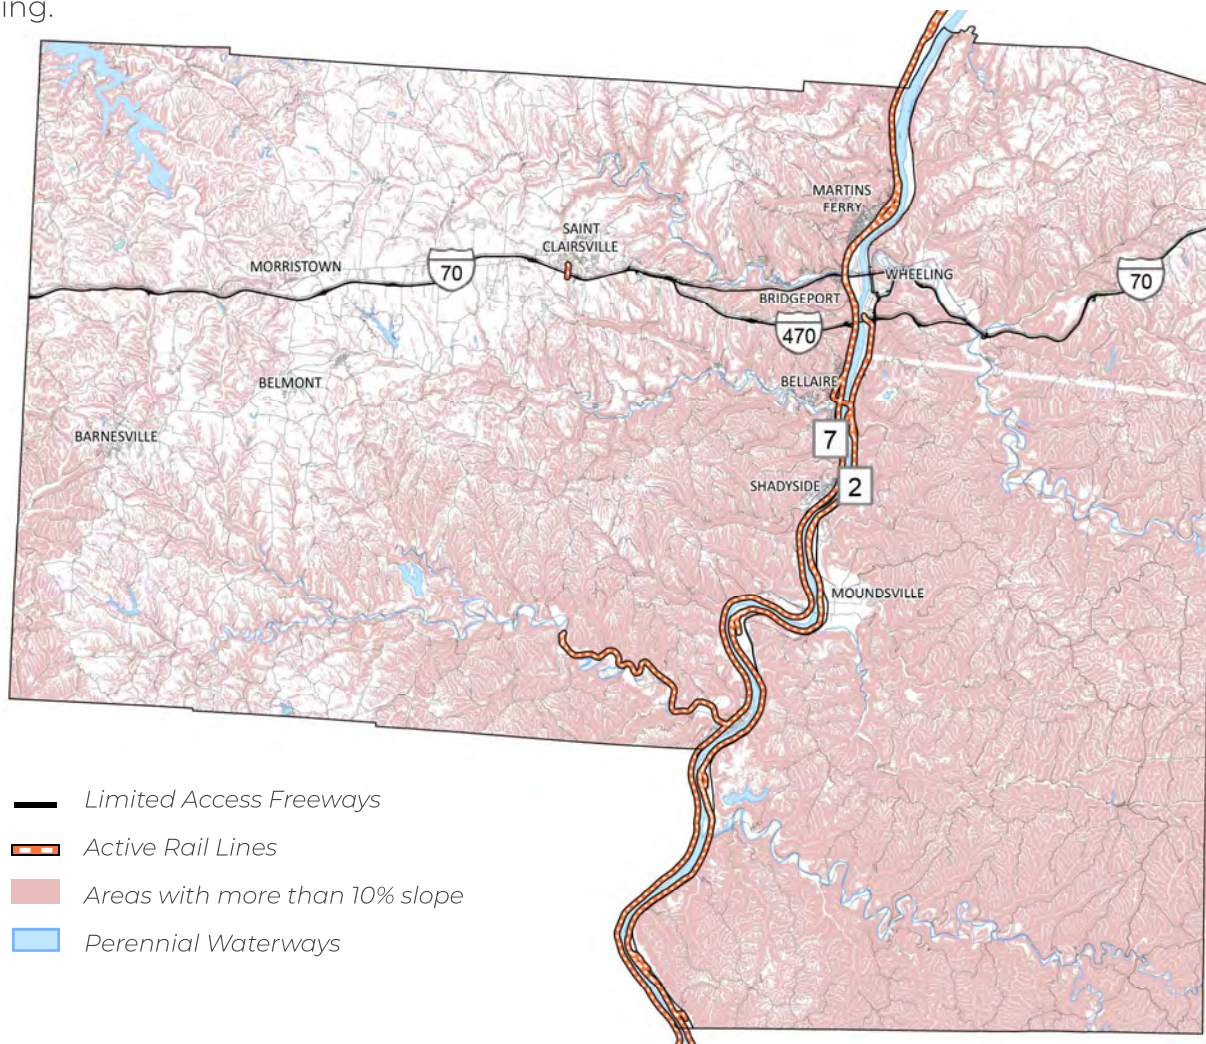 ing.
MARTINS
FERRY
SAINT
CLAIRSVILLE
MORRISTOWN
70
WHEELING
70
BRIDGEPORT
470
BELMONT
BELLAIRE
BARNESVILLE
7
SHADYSIDE
2
MOUNDSVILLE
Limited Access Freeways
Active Rail Lines
Areas with more than 10% slope
Perennial Waterways